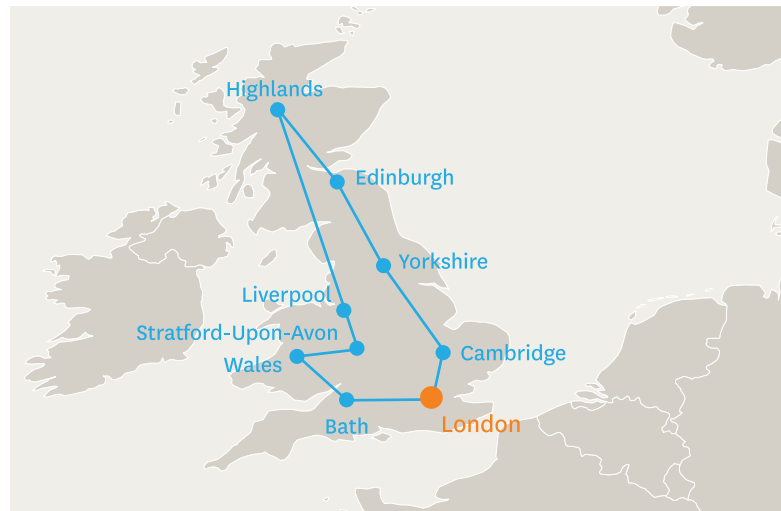 Highlands
Edinburgh
Yorkshire
Liverpool
Stratford-Upon-Avon
Wales
Cambridge
Bath
London